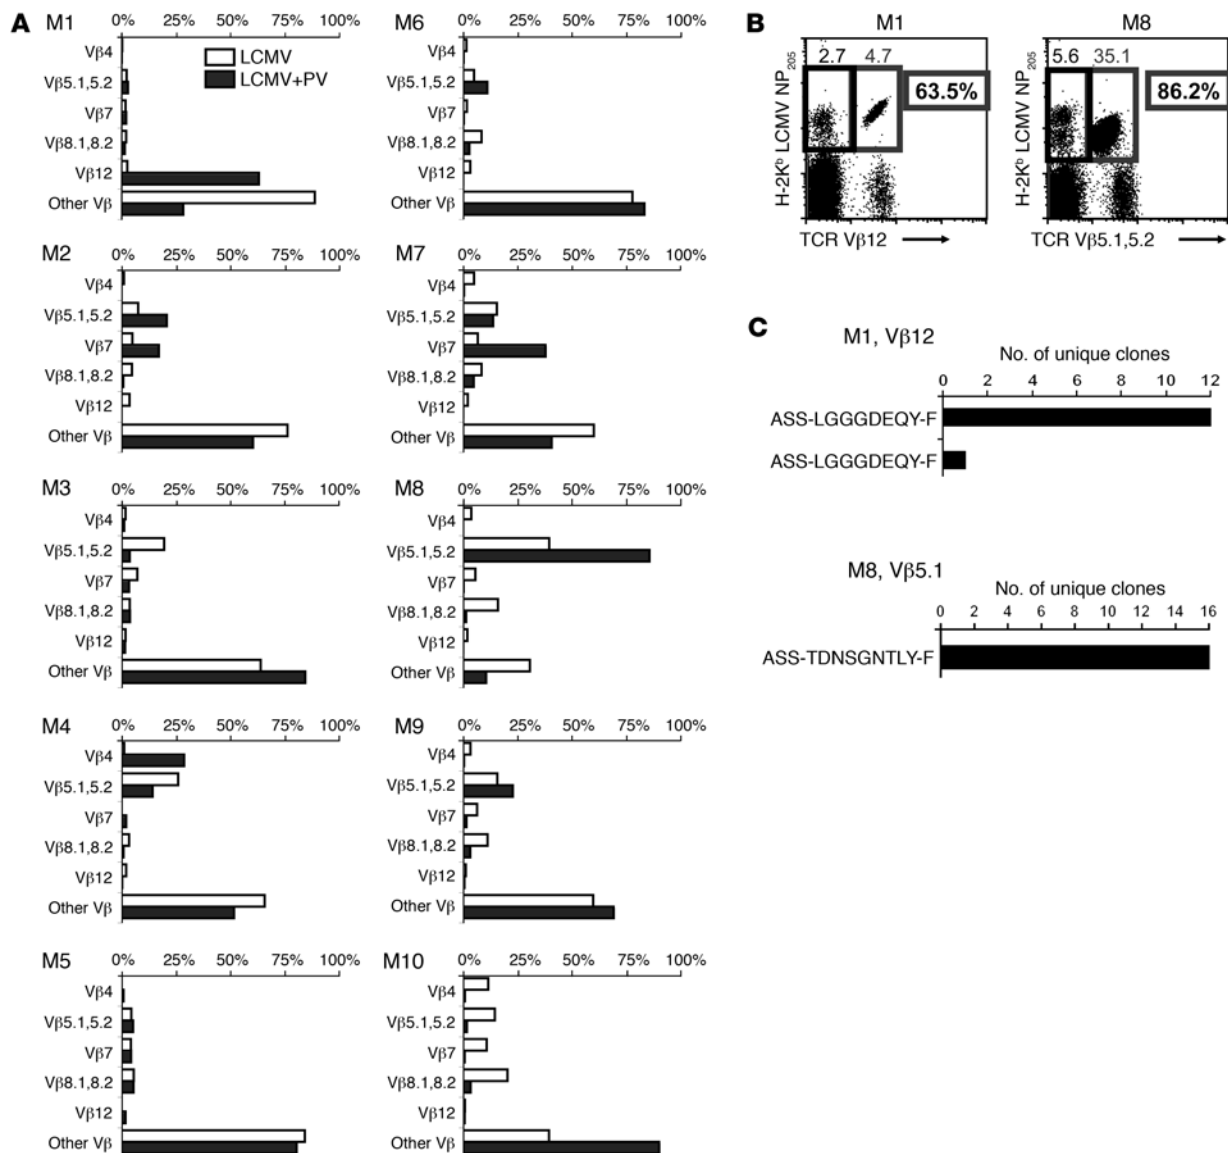 A
M1
0% 25% 50% 75% 100%
LCMV
LCMV+PV
Vβ4
Vβ5.1,5.2
Vβ7
Vβ8.1,8.2
Vβ12
Other Vβ
M2
0% 25% 50% 75% 100%
Vβ4
Vβ5.1,5.2
Vβ7
Vβ8.1,8.2
Vβ12
Other Vβ
M3
0% 25% 50% 75% 100%
Vβ4
Vβ5.1,5.2
Vβ7
Vβ8.1,8.2
Vβ12
Other Vβ
M4
0% 25% 50% 75% 100%
Vβ4
Vβ5.1,5.2
Vβ7
Vβ8.1,8.2
Vβ12
Other Vβ
M5
0% 25% 50% 75% 100%
Vβ4
Vβ5.1,5.2
Vβ7
Vβ8.1,8.2
Vβ12
Other Vβ
M6
0% 25% 50% 75% 100%
Vβ4
Vβ5.1,5.2
Vβ7
Vβ8.1,8.2
Vβ12
Other Vβ
M7
0% 25% 50% 75% 100%
Vβ4
Vβ5.1,5.2
Vβ7
Vβ8.1,8.2
Vβ12
Other Vβ
M8
0% 25% 50% 75% 100%
Vβ4
Vβ5.1,5.2
Vβ7
Vβ8.1,8.2
Vβ12
Other Vβ
M9
0% 25% 50% 75% 100%
Vβ4
Vβ5.1,5.2
Vβ7
Vβ8.1,8.2
Vβ12
Other Vβ
M10
0% 25% 50% 75% 100%
Vβ4
Vβ5.1,5.2
Vβ7
Vβ8.1,8.2
Vβ12
Other Vβ
B
M1
2.7 4.7
63.5%
H-2Kᵇ LCMV NP₂₀₅
TCR Vβ12
M8
5.6 35.1
86.2%
H-2Kᵇ LCMV NP₂₀₅
TCR Vβ5.1,5.2
C
M1, Vβ12
No. of unique clones
0 2 4 6 8 10 12
ASS-LGGGDEQY-F
ASS-LGGGDEQY-F
M8, Vβ5.1
No. of unique clones
0 2 4 6 8 10 12 14 16
ASS-TDNSGNTLY-F